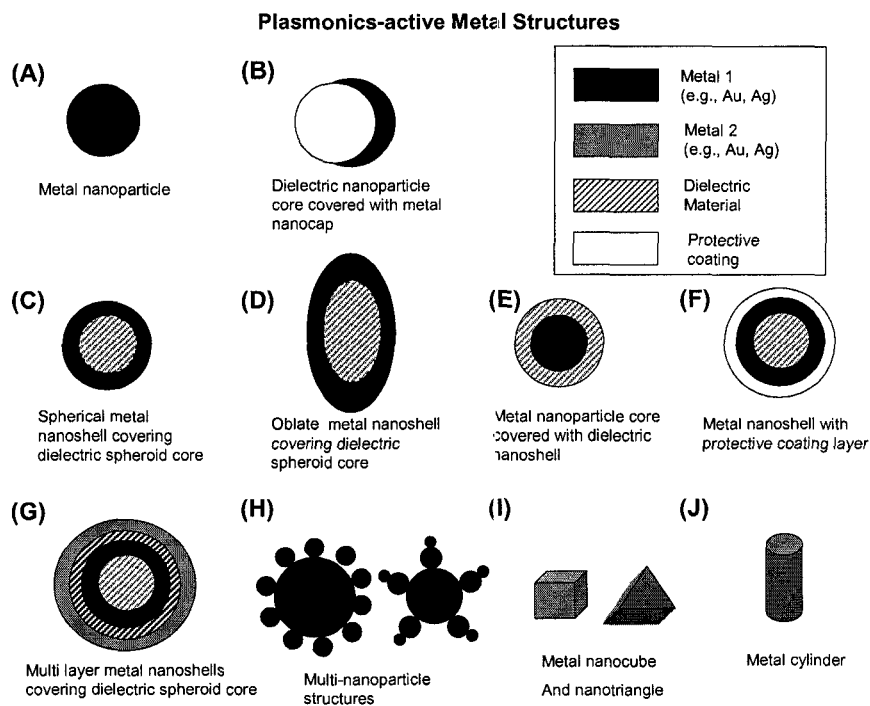 Plasmonics-active Metal Structures
(A)
Metal nanoparticle
(B)
Dielectric nanoparticle
core covered with metal
nanocap
Metal 1
(e.g., Au, Ag)
Metal 2
(e.g., Au, Ag)
Dielectric
Material
Protective
coating
(C)
Spherical metal
nanoshell covering
dielectric spheroid core
(D)
Oblate metal nanoshell
covering dielectric
spheroid core
(E)
Metal nanoparticle core
covered with dielectric
nanoshell
(F)
Metal nanoshell with
protective coating layer
(G)
Multi layer metal nanoshells
covering dielectric spheroid core
(H)
Multi-nanoparticle
structures
(I)
Metal nanocube
And nanotriangle
(J)
Metal cylinder